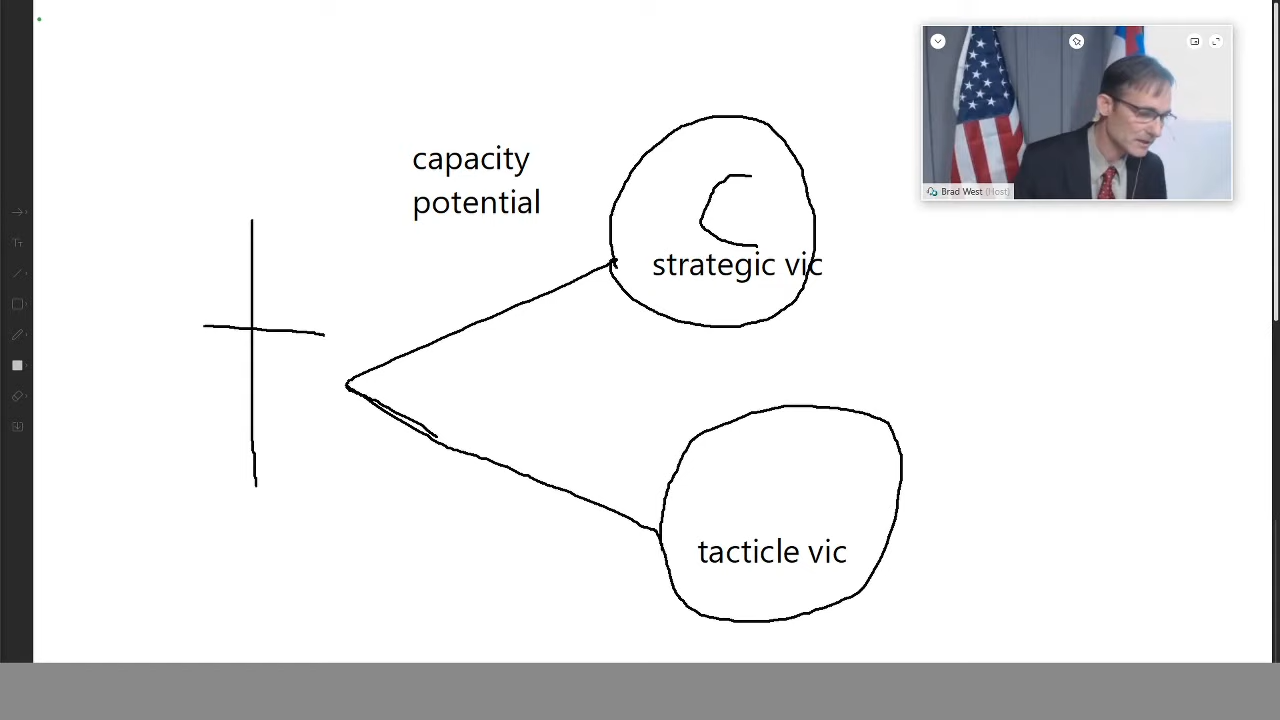 capacity
potential
C
strategic vic
tacticle vic
Brad West (Host)